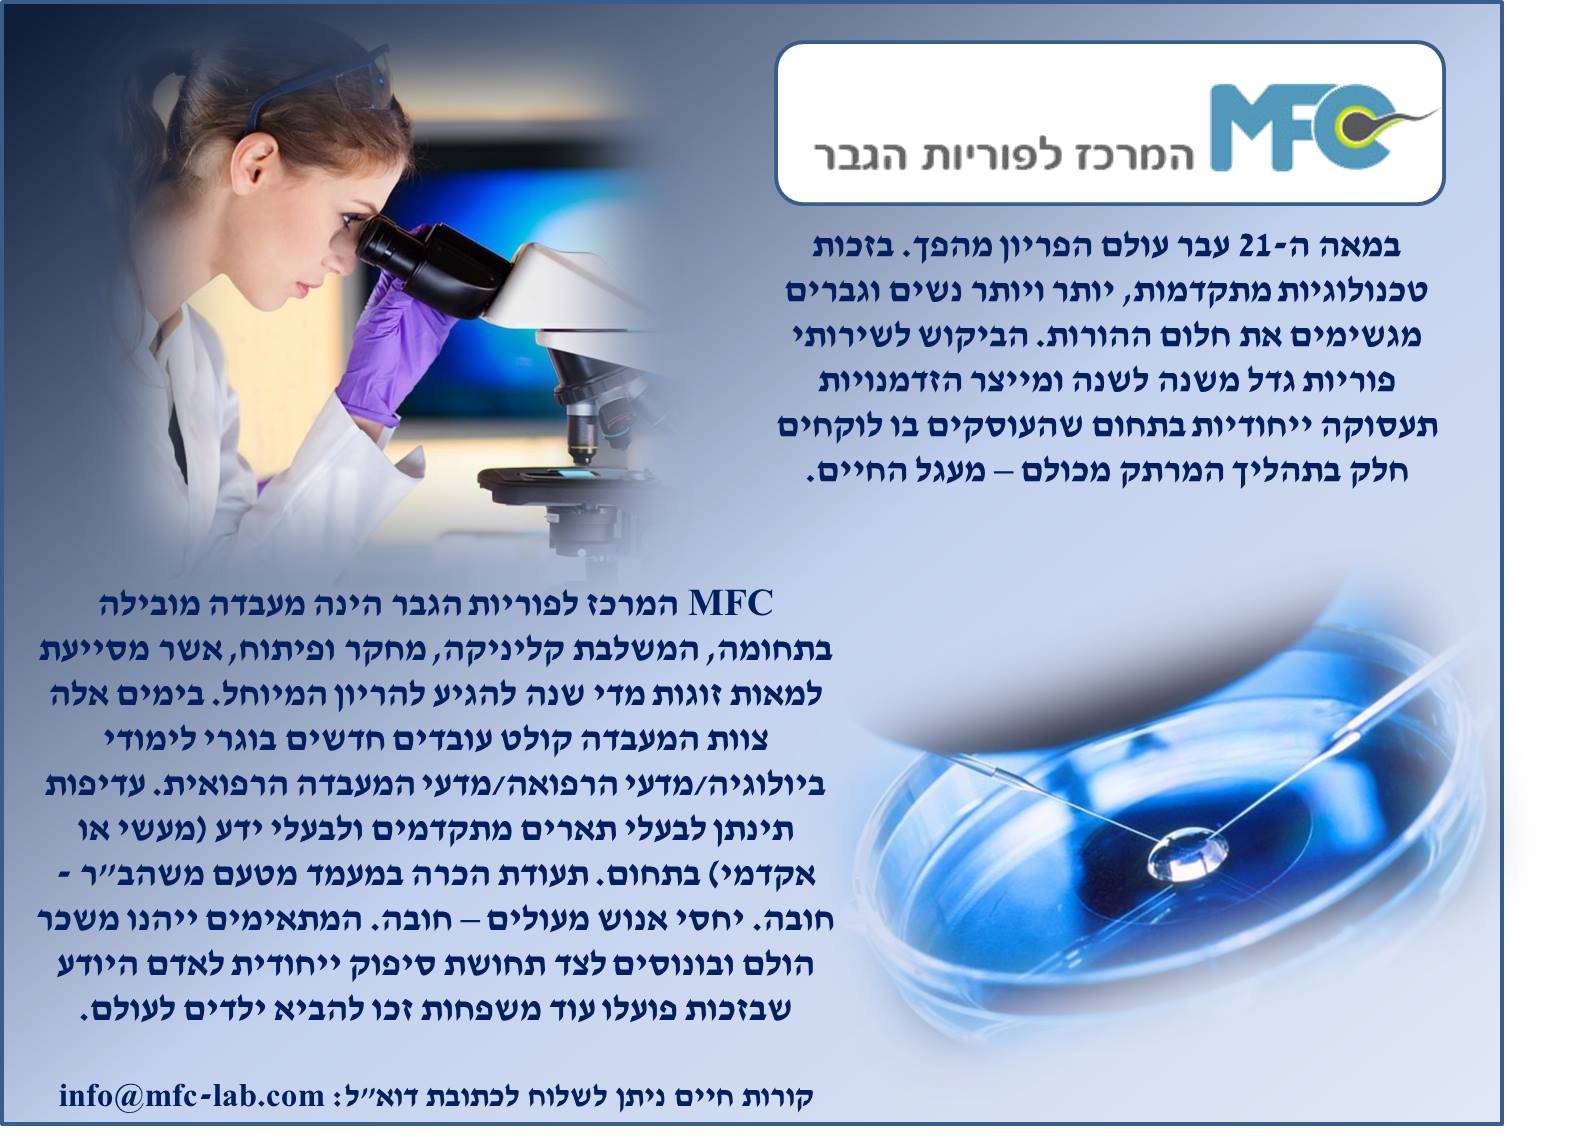 MFC המרכז לפוריות הגבר
במאה ה-21 עבר עולם הפריון מהפך. בזכות
טכנולוגיות מתקדמות, יותר ויותר נשים וגברים
מגשימים את חלום ההורות. הביקוש לשירותי
פוריות גדל משנה לשנה ומייצר הזדמנויות
תעסוקה ייחודיות בתחום שהעוסקים בו לוקחים
חלק בתהליך המרתק מכולם – מעגל החיים.
MFC המרכז לפוריות הגבר הינה מעבדה מובילה
בתחומה, המשלבת קליניקה, מחקר ופיתוח, אשר מסייעת
למאות זוגות מדי שנה להגיע להריון המיוחל. בימים אלה
צוות המעבדה קולט עובדים חדשים בוגרי לימודי
ביולוגיה/מדעי הרפואה/מדעי המעבדה הרפואית. עדיפות
תינתן לבעלי תארים מתקדמים ולבעלי ידע (מעשי או
אקדמי) בתחום. תעודת הכרה במעמד מטעם משהב"ר -
חובה. יחסי אנוש מעולים – חובה. המתאימים ייהנו משכר
הולם ובונוסים לצד תחושת סיפוק ייחודית לאדם היודע
שבזכות פועלו עוד משפחות זכו להביא ילדים לעולם.
קורות חיים ניתן לשלוח לכתובת דוא"ל: info@mfc-lab.com